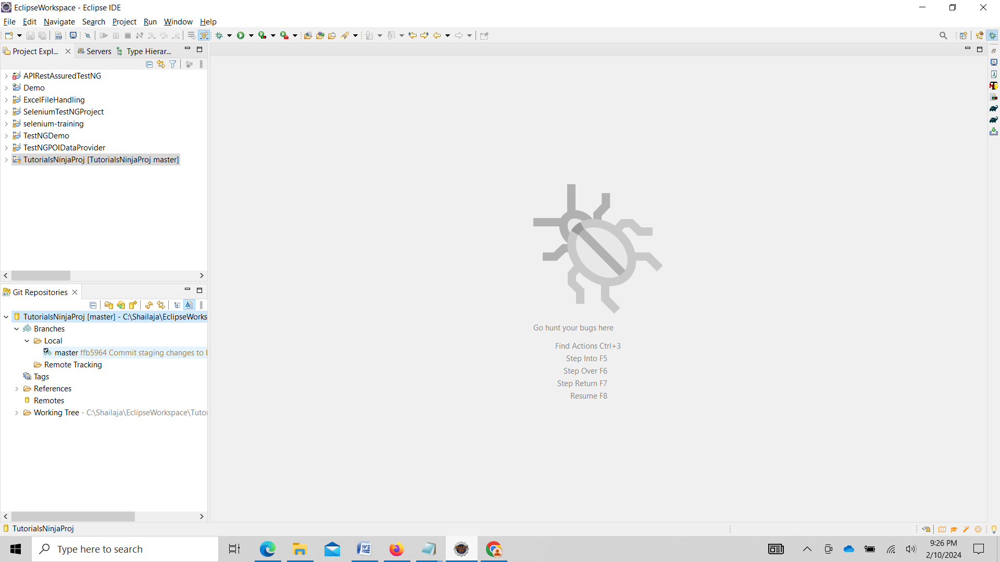 EclipseWorkspace - Eclipse IDE
File Edit Navigate Search Project Run Window Help
Project Expl... Servers Type Hierar...
APIRestAssuredTestNG
Demo
ExcelFileHandling
SeleniumTestNGProject
selenium-training
TestNGDemo
TestNGPOIDataProvider
TutorialsNinjaProj [TutorialsNinjaProj master]
Git Repositories
TutorialsNinjaProj [master] - C:\Shailaja\EclipseWorks
Branches
Local
master ffb5964 Commit staging changes to
Remote Tracking
Tags
References
Remotes
Working Tree - C:\Shailaja\EclipseWorkspace\Tuto
Go hunt your bugs here
Find Actions Ctrl+3
Step Into F5
Step Over F6
Step Return F7
Resume F8
TutorialsNinjaProj
Type here to search
9:26 PM
2/10/2024